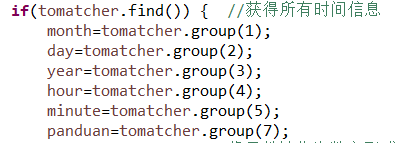 if(tomatcher.find()) {  //获得所有时间信息
    month=tomatcher.group(1);
    day=tomatcher.group(2);
    year=tomatcher.group(3);
    hour=tomatcher.group(4);
    minute=tomatcher.group(5);
    panduan=tomatcher.group(7);